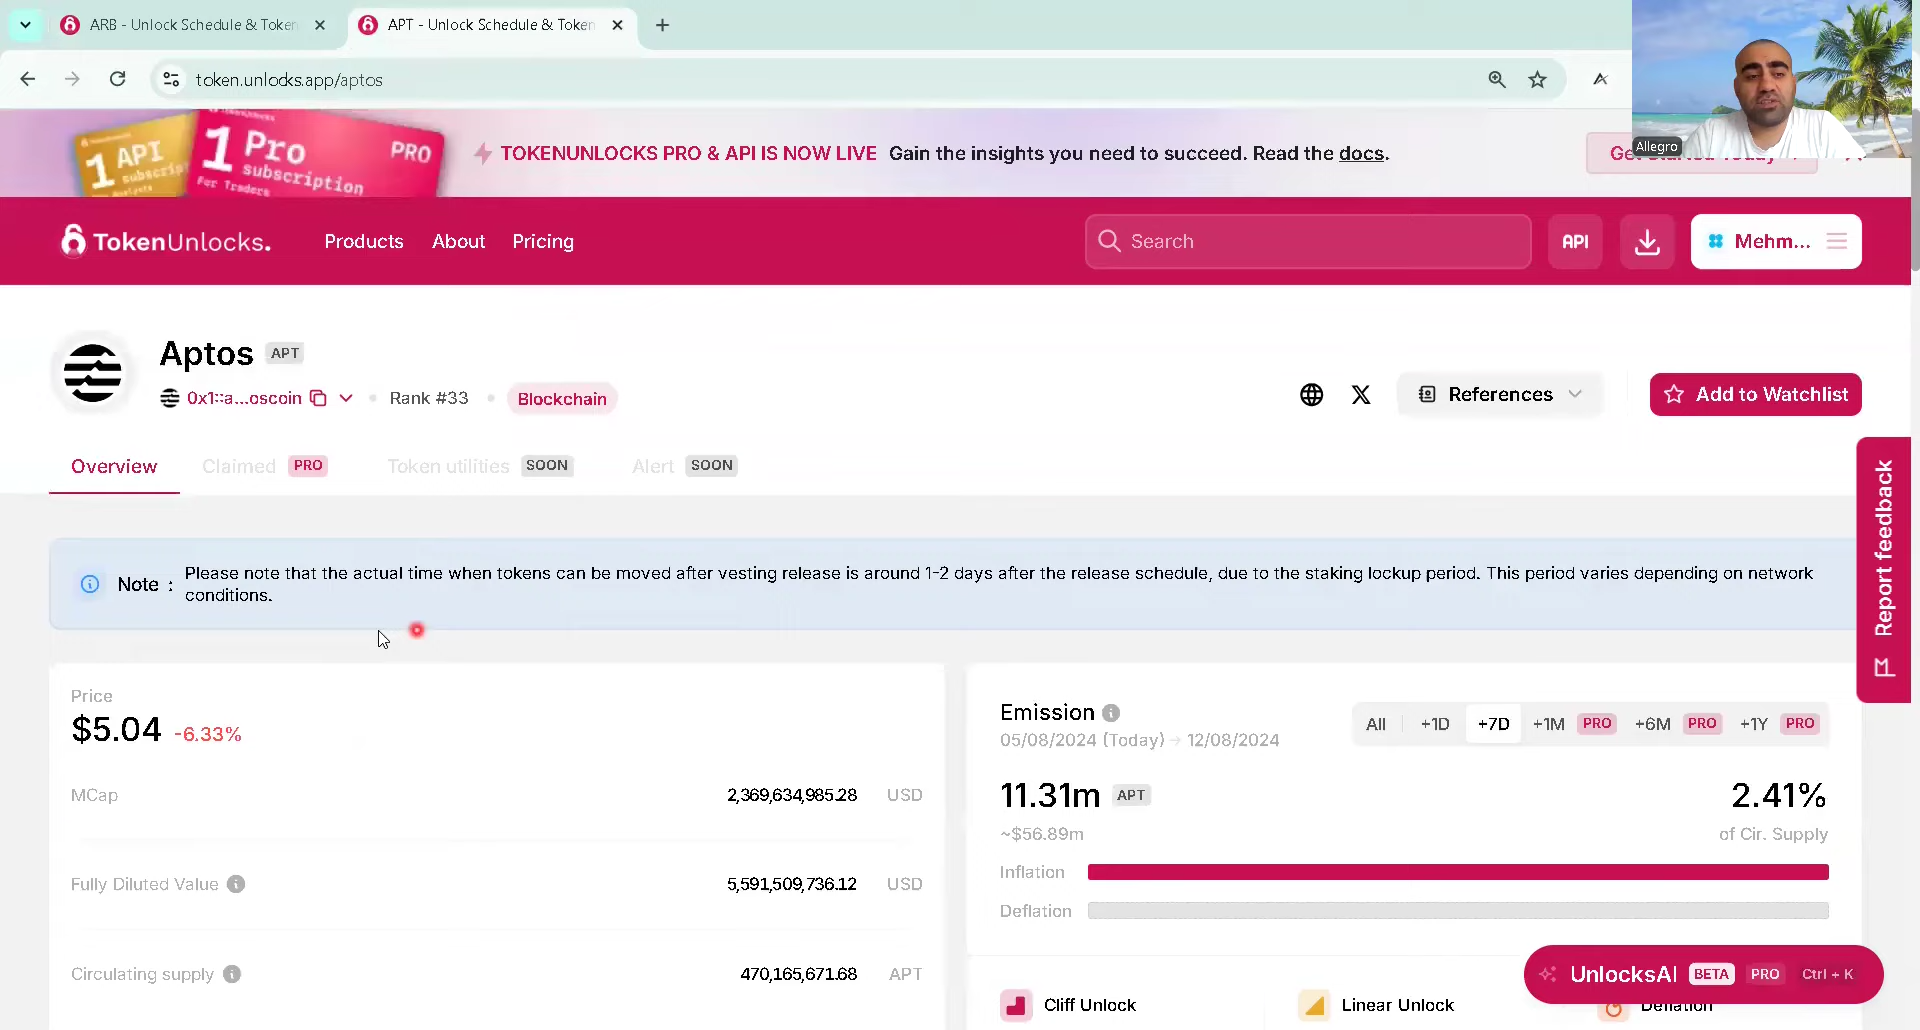 ARB - Unlock Schedule & Token
APT - Unlock Schedule & Token
token.unlocks.app/aptos
1 API
subscrip
1 Pro
subscription
For Traders
PRO
TOKENUNLOCKS PRO & API IS NOW LIVE Gain the insights you need to succeed. Read the docs.
Allegro
TokenUnlocks.
Products
About
Pricing
Search
API
Mehm...
Aptos APT
0x1::a...oscoin
Rank #33
Blockchain
References
Add to Watchlist
Overview
Claimed PRO
Token utilities SOON
Alert SOON
Report feedback
Note :
Please note that the actual time when tokens can be moved after vesting release is around 1-2 days after the release schedule, due to the staking lockup period. This period varies depending on network
conditions.
Price
$5.04 -6.33%
MCap 2,369,634,985.28 USD
Fully Diluted Value 5,591,509,736.12 USD
Circulating supply 470,165,671.68 APT
Emission
05/08/2024 (Today) → 12/08/2024
All +1D +7D +1M PRO +6M PRO +1Y PRO
11.31m APT 2.41%
~$56.89m of Cir. Supply
Inflation
Deflation
Cliff Unlock
Linear Unlock
Deflation
UnlocksAI BETA PRO Ctrl + K